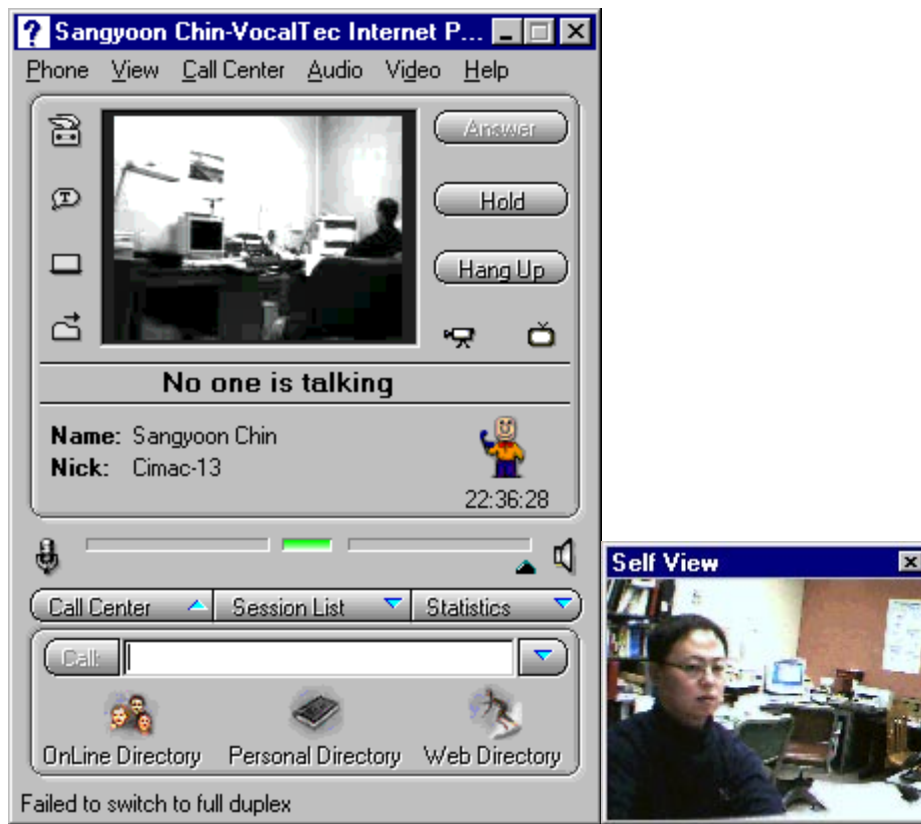 Sangyoon Chin-VocalTec Internet P...
Phone View Call Center Audio Video Help
Answer
Hold
Hang Up
No one is talking
Name: Sangyoon Chin
Nick: Cimac-13
22:36:28
Self View
Call Center Session List Statistics
Call:
OnLine Directory Personal Directory Web Directory
Failed to switch to full duplex